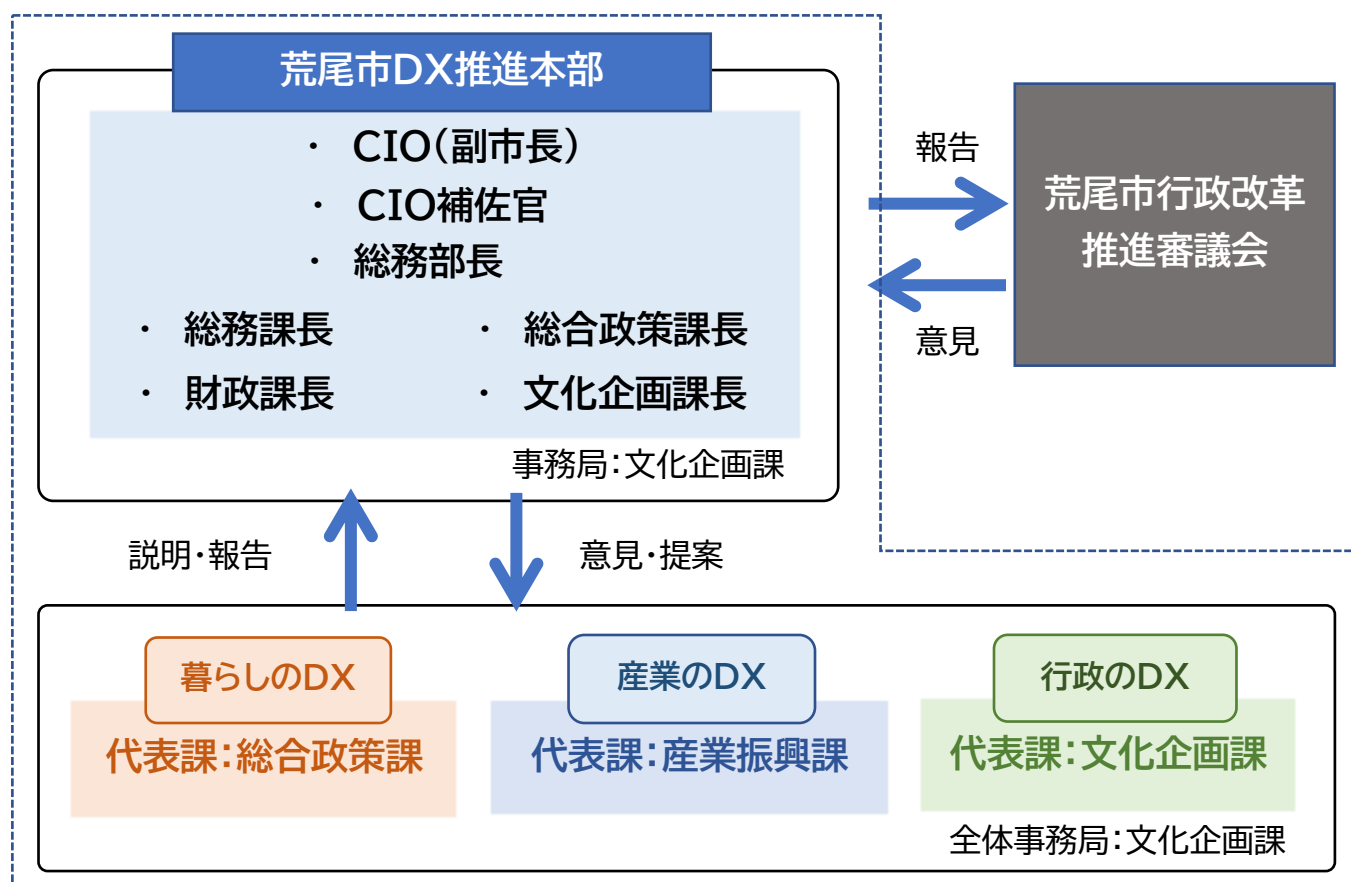 荒尾市DX推進本部
・ CIO(副市長)
・ CIO補佐官
・ 総務部長
・ 総務課長
・ 総合政策課長
・ 財政課長
・ 文化企画課長
事務局:文化企画課
報告
意見
荒尾市行政改革
推進審議会
説明・報告
意見・提案
暮らしのDX
代表課:総合政策課
産業のDX
代表課:産業振興課
行政のDX
代表課:文化企画課
全体事務局:文化企画課